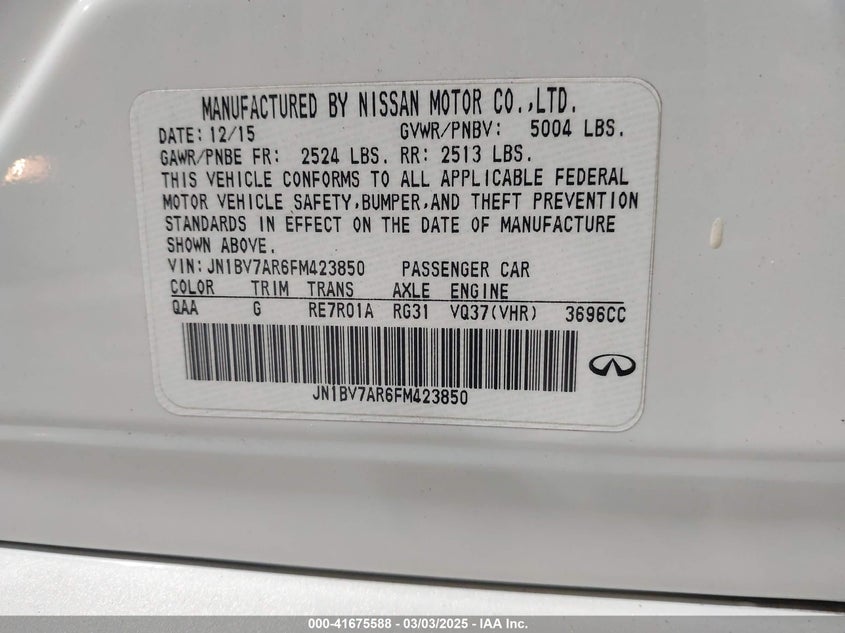 MANUFACTURED BY NISSAN MOTOR CO.,LTD.
DATE: 12/15 GVWR/PNBV: 5004 LBS.
GAWR/PNBE FR: 2524 LBS. RR: 2513 LBS.
THIS VEHICLE CONFORMS TO ALL APPLICABLE FEDERAL
MOTOR VEHICLE SAFETY,BUMPER,AND THEFT PREVENTION
STANDARDS IN EFFECT ON THE DATE OF MANUFACTURE
SHOWN ABOVE.
VIN: JN1BV7AR6FM423850 PASSENGER CAR
COLOR TRIM TRANS AXLE ENGINE
QAA G RE7R01A RG31 VQ37(VHR) 3696CC
JN1BV7AR6FM423850
000-41675588 - 03/03/2025 - IAA Inc.